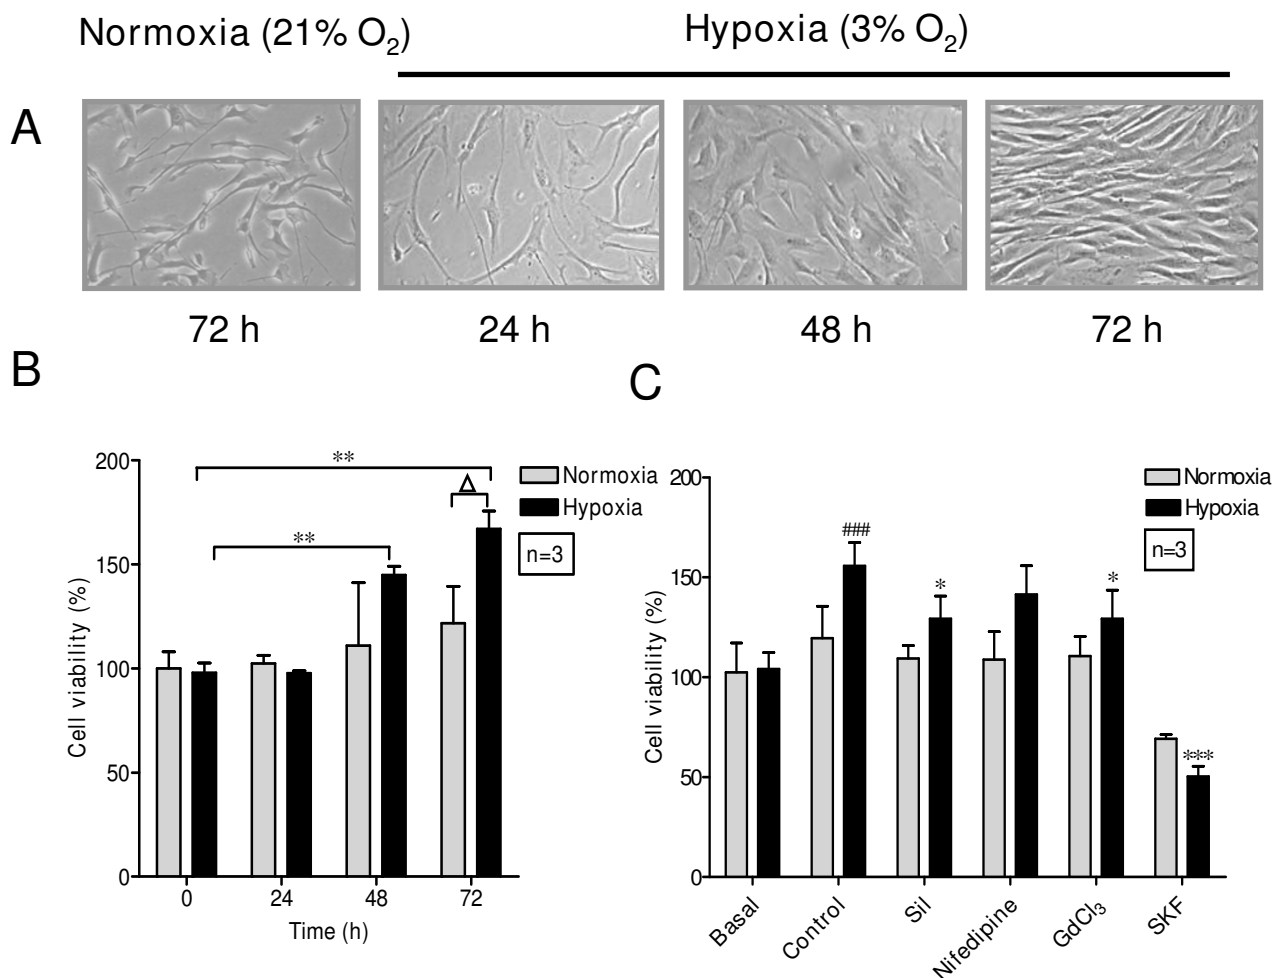 Normoxia (21% O2)
Hypoxia (3% O2)
A
72 h
24 h
48 h
72 h
B
Cell viability (%)
200
150
100
50
0
**
**
Δ
Normoxia
Hypoxia
n=3
0
24
48
72
Time (h)
C
Cell viability (%)
200
150
100
50
0
###
*
*
***
Normoxia
Hypoxia
n=3
Basal
Control
Sil
Nifedipine
GdCl3
SKF